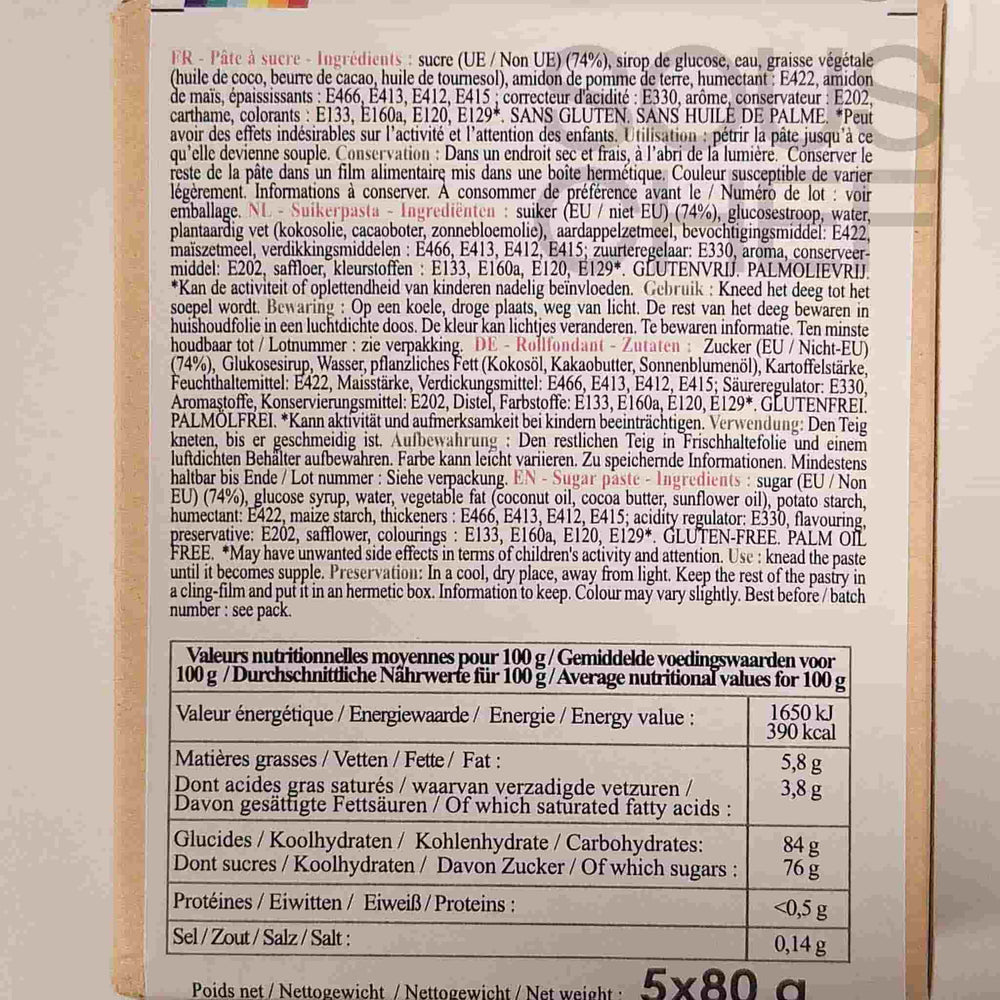 FR - Pâte à sucre - Ingrédients : sucre (UE / Non UE) (74%), sirop de glucose, eau, graisse végétale
(huile de coco, beurre de cacao, huile de tournesol), amidon de pomme de terre, humectant : E422, amidon
de maïs, épaississants : E466, E413, E412, E415 ; correcteur d'acidité : E330, arôme, conservateur : E202,
carthame, colorants : E133, E160a, E120, E129*. SANS GLUTEN. SANS HUILE DE PALME. *Peut
avoir des effets indésirables sur l'activité et l'attention des enfants. Utilisation : pétrir la pâte jusqu'à ce
qu'elle devienne souple. Conservation : Dans un endroit sec et frais, à l'abri de la lumière. Conserver le
reste de la pâte dans un film alimentaire mis dans une boîte hermétique. Couleur susceptible de varier
légèrement. Informations à conserver. À consommer de préférence avant le / Numéro de lot : voir
emballage. NL - Suikerpasta - Ingrediënten : suiker (EU / niet EU) (74%), glucosestroop, water,
plantaardig vet (kokosolie, cacaoboter, zonnebloemolie), aardappelzetmeel, bevochtigingsmiddel: E422,
maïszetmeel, verdikkingsmiddelen : E466, E413, E412, E415; zuurteregelaar: E330, aroma, conserveer-
middel: E202, saffloer, kleurstoffen : E133, E160a, E120, E129*. GLUTENVRIJ. PALMOLIEVRIJ.
*Kan de activiteit of oplettendheid van kinderen nadelig beïnvloeden. Gebruik : Kneed het deeg tot het
soepel wordt. Bewaring : Op een koele, droge plaats, weg van licht. De rest van het deeg bewaren in
huishoudfolie in een luchtdichte doos. De kleur kan lichtjes veranderen. Te bewaren informatie. Ten minste
houdbaar tot / Lotnummer : zie verpakking. DE - Rollfondant - Zutaten : Zucker (EU / Nicht-EU)
(74%), Glukosesirup, Wasser, pflanzliches Fett (Kokosöl, Kakaobutter, Sonnenblumenöl), Kartoffelstärke,
Feuchthaltemittel: E422, Maisstärke, Verdickungsmittel: E466, E413, E412, E415; Säureregulator: E330,
Aromastoffe, Konservierungsmittel: E202, Distel, Farbstoffe: E133, E160a, E120, E129*. GLUTENFREI.
PALMÖLFREI. *Kann aktivität und aufmerksamkeit bei kindern beeinträchtigen. Verwendung: Den Teig
kneten, bis er geschmeidig ist. Aufbewahrung : Den restlichen Teig in Frischhaltefolie und einem
luftdichten Behälter aufbewahren. Farbe kann leicht variieren. Zu speichernde Informationen. Mindestens
haltbar bis Ende / Lot nummer : Siehe verpackung. EN - Sugar paste - Ingredients : sugar (EU / Non
EU) (74%), glucose syrup, water, vegetable fat (coconut oil, cocoa butter, sunflower oil), potato starch,
humectant: E422, maize starch, thickeners : E466, E413, E412, E415; acidity regulator: E330, flavouring,
preservative: E202, safflower, colourings : E133, E160a, E120, E129*. GLUTEN-FREE. PALM OIL
FREE. *May have unwanted side effects in terms of children's activity and attention. Use : knead the paste
until it becomes supple. Preservation: In a cool, dry place, away from light. Keep the rest of the pastry in
a cling-film and put it in an hermetic box. Information to keep. Colour may vary slightly. Best before / batch
number : see pack.
Valeurs nutritionnelles moyennes pour 100 g / Gemiddelde voedingswaarden voor
100 g / Durchschnittliche Nährwerte für 100 g / Average nutritional values for 100 g
Valeur énergétique / Energiewaarde / Energie / Energy value : 1650 kJ
390 kcal
Matières grasses / Vetten / Fette / Fat : 5,8 g
Dont acides gras saturés / waarvan verzadigde vetzuren / 3,8 g
Davon gesättigte Fettsäuren / Of which saturated fatty acids :
Glucides / Koolhydraten / Kohlenhydrate / Carbohydrates: 84 g
Dont sucres / Koolhydraten / Davon Zucker / Of which sugars : 76 g
Protéines / Eiwitten / Eiweiß / Proteins : <0,5 g
Sel / Zout / Salz / Salt : 0,14 g
Poids net / Nettogewicht / Nettogewicht / Net weight : 5x80 g